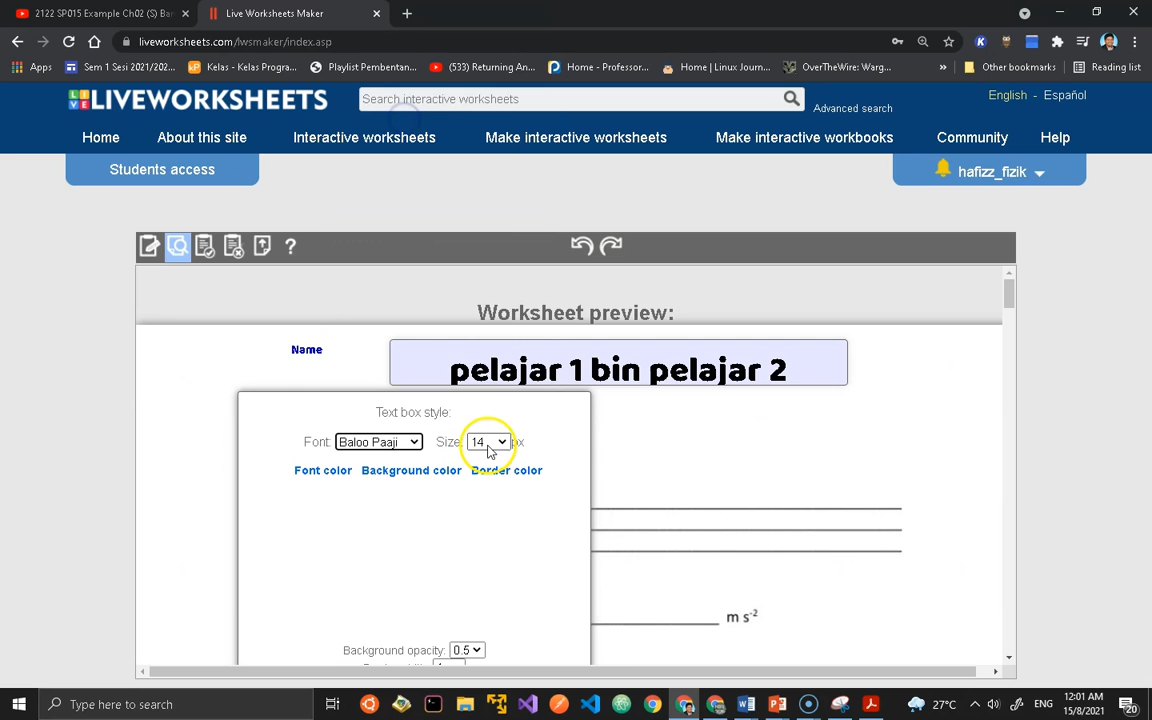 2122 SP015 Example Ch02 (S) Ba
Live Worksheets Maker
liveworksheets.com/lwsmaker/index.asp
Apps
Sem 1 Sesi 2021/202...
Kelas - Kelas Progra...
Playlist Pembentan...
(533) Returning An...
Home - Professor...
Home | Linux Journ...
OverTheWire: Warg...
»
Other bookmarks
Reading list
LIVEWORKSHEETS
Search interactive worksheets
Advanced search
English - Español
Home
About this site
Interactive worksheets
Make interactive worksheets
Make interactive workbooks
Community
Help
Students access
hafizz_fizik
?
Worksheet preview:
Name
pelajar 1 bin pelajar 2
Text box style:
Font: Baloo Paaji Size: 14 px
Font color Background color Border color
m s⁻²
Background opacity: 0.5
Type here to search
27°C
ENG
12:01 AM
15/8/2021
20